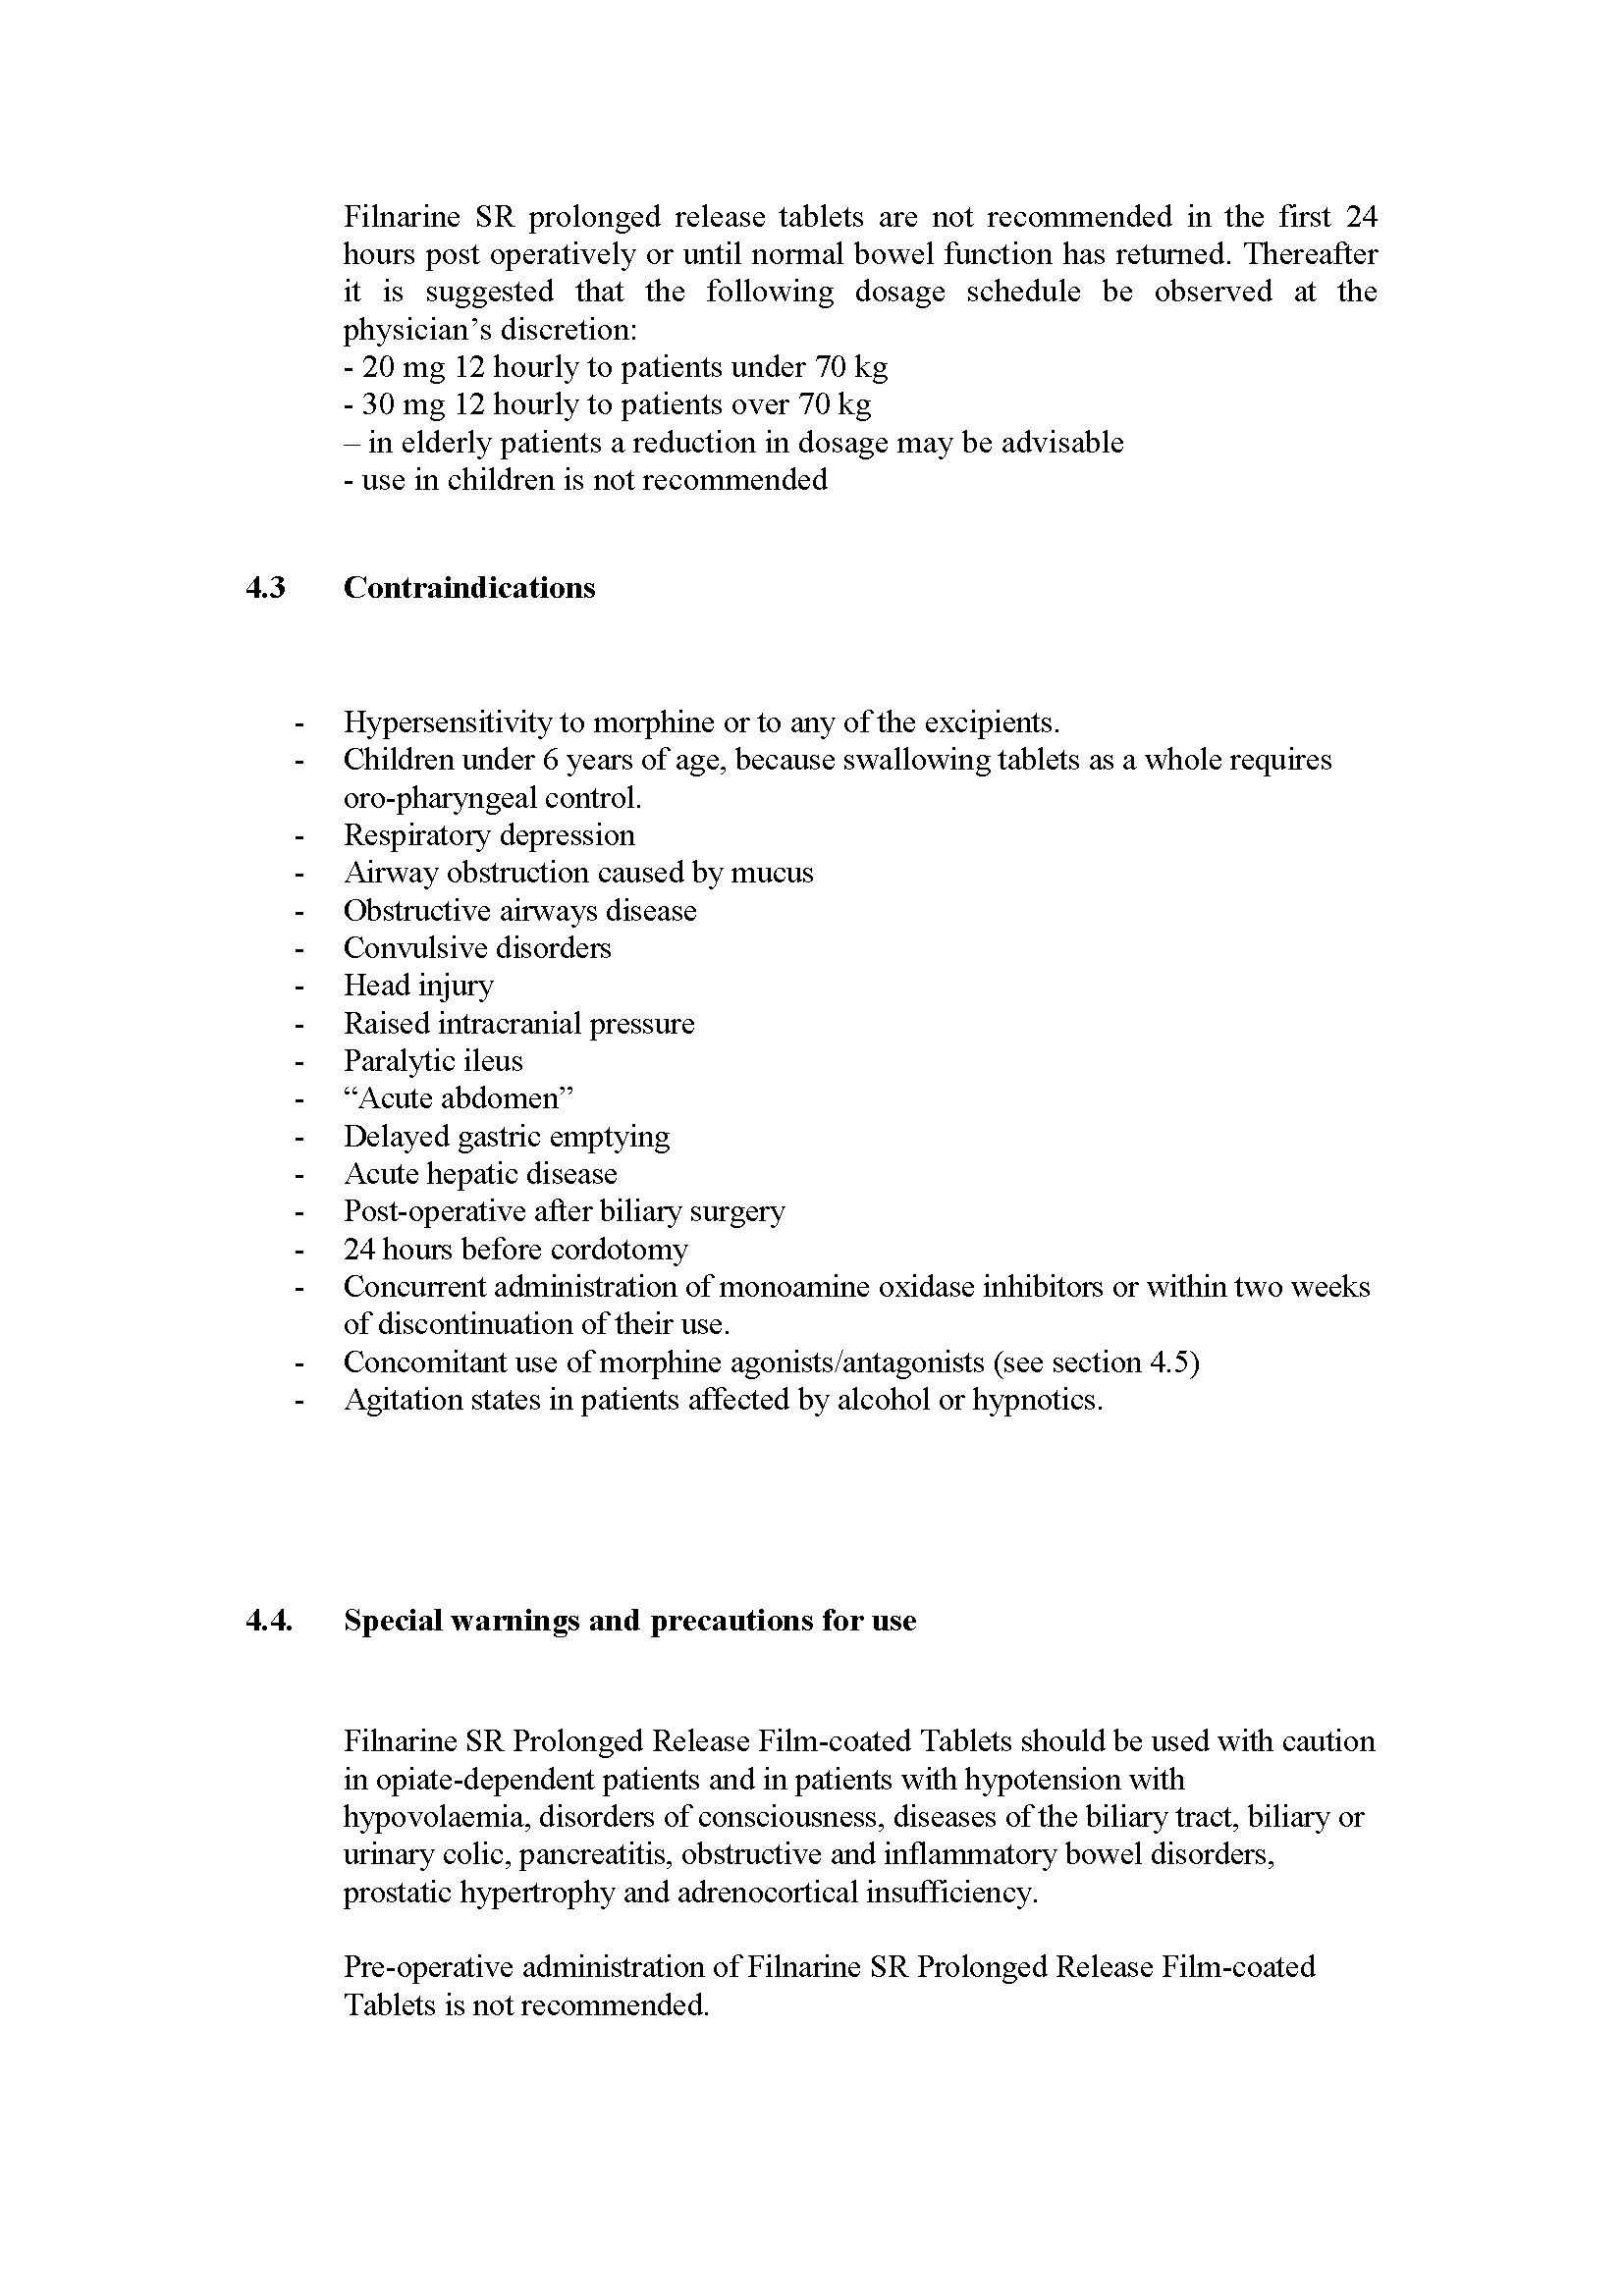 Filnarine SR prolonged release tablets are not recommended in the first 24
hours post operatively or until normal bowel function has returned. Thereafter
it is suggested that the following dosage schedule be observed at the
physician’s discretion:
- 20 mg 12 hourly to patients under 70 kg
- 30 mg 12 hourly to patients over 70 kg
– in elderly patients a reduction in dosage may be advisable
- use in children is not recommended
4.3 Contraindications
- Hypersensitivity to morphine or to any of the excipients.
- Children under 6 years of age, because swallowing tablets as a whole requires
oro-pharyngeal control.
- Respiratory depression
- Airway obstruction caused by mucus
- Obstructive airways disease
- Convulsive disorders
- Head injury
- Raised intracranial pressure
- Paralytic ileus
- “Acute abdomen”
- Delayed gastric emptying
- Acute hepatic disease
- Post-operative after biliary surgery
- 24 hours before cordotomy
- Concurrent administration of monoamine oxidase inhibitors or within two weeks
of discontinuation of their use.
- Concomitant use of morphine agonists/antagonists (see section 4.5)
- Agitation states in patients affected by alcohol or hypnotics.
4.4. Special warnings and precautions for use
Filnarine SR Prolonged Release Film-coated Tablets should be used with caution
in opiate-dependent patients and in patients with hypotension with
hypovolaemia, disorders of consciousness, diseases of the biliary tract, biliary or
urinary colic, pancreatitis, obstructive and inflammatory bowel disorders,
prostatic hypertrophy and adrenocortical insufficiency.
Pre-operative administration of Filnarine SR Prolonged Release Film-coated
Tablets is not recommended.